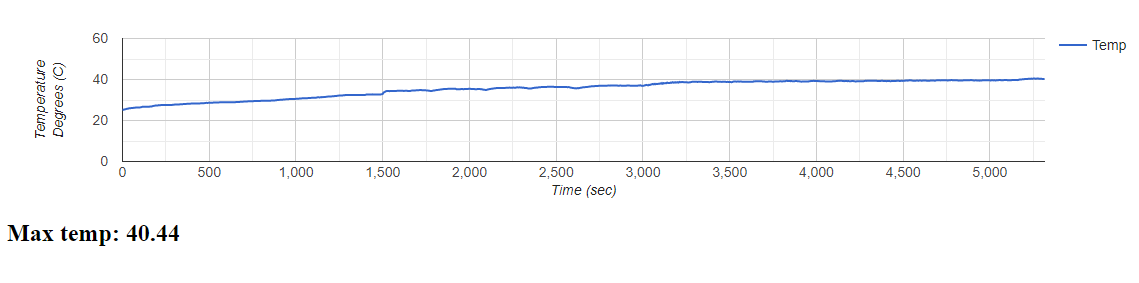 60
Temp
40
20
0
Temperature
Degrees (C)
0 500 1,000 1,500 2,000 2,500 3,000 3,500 4,000 4,500 5,000
Time (sec)
Max temp: 40.44